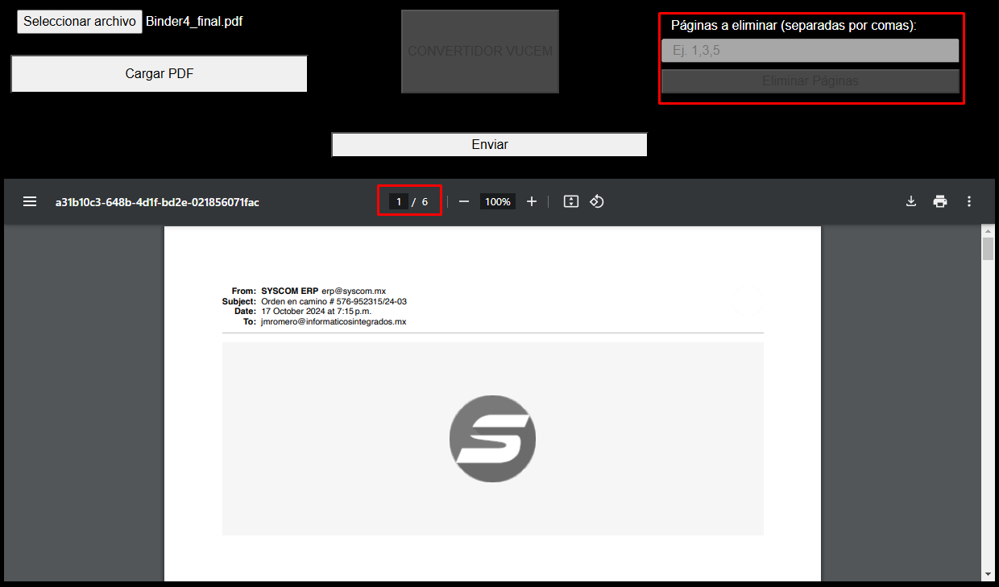 Seleccionar archivo Binder4_final.pdf
Cargar PDF
CONVERTIDOR VUCEM
Páginas a eliminar (separadas por comas):
Ej. 1,3,5
Eliminar Páginas
Enviar
a31b10c3-648b-4d1f-bd2e-021856071fac
1 / 6
100%
From: SYSCOM ERP erp@syscom.mx
Subject: Orden en camino # 576-952315/24-03
Date: 17 October 2024 at 7:15 p.m.
To: jmromero@informaticosintegrados.mx